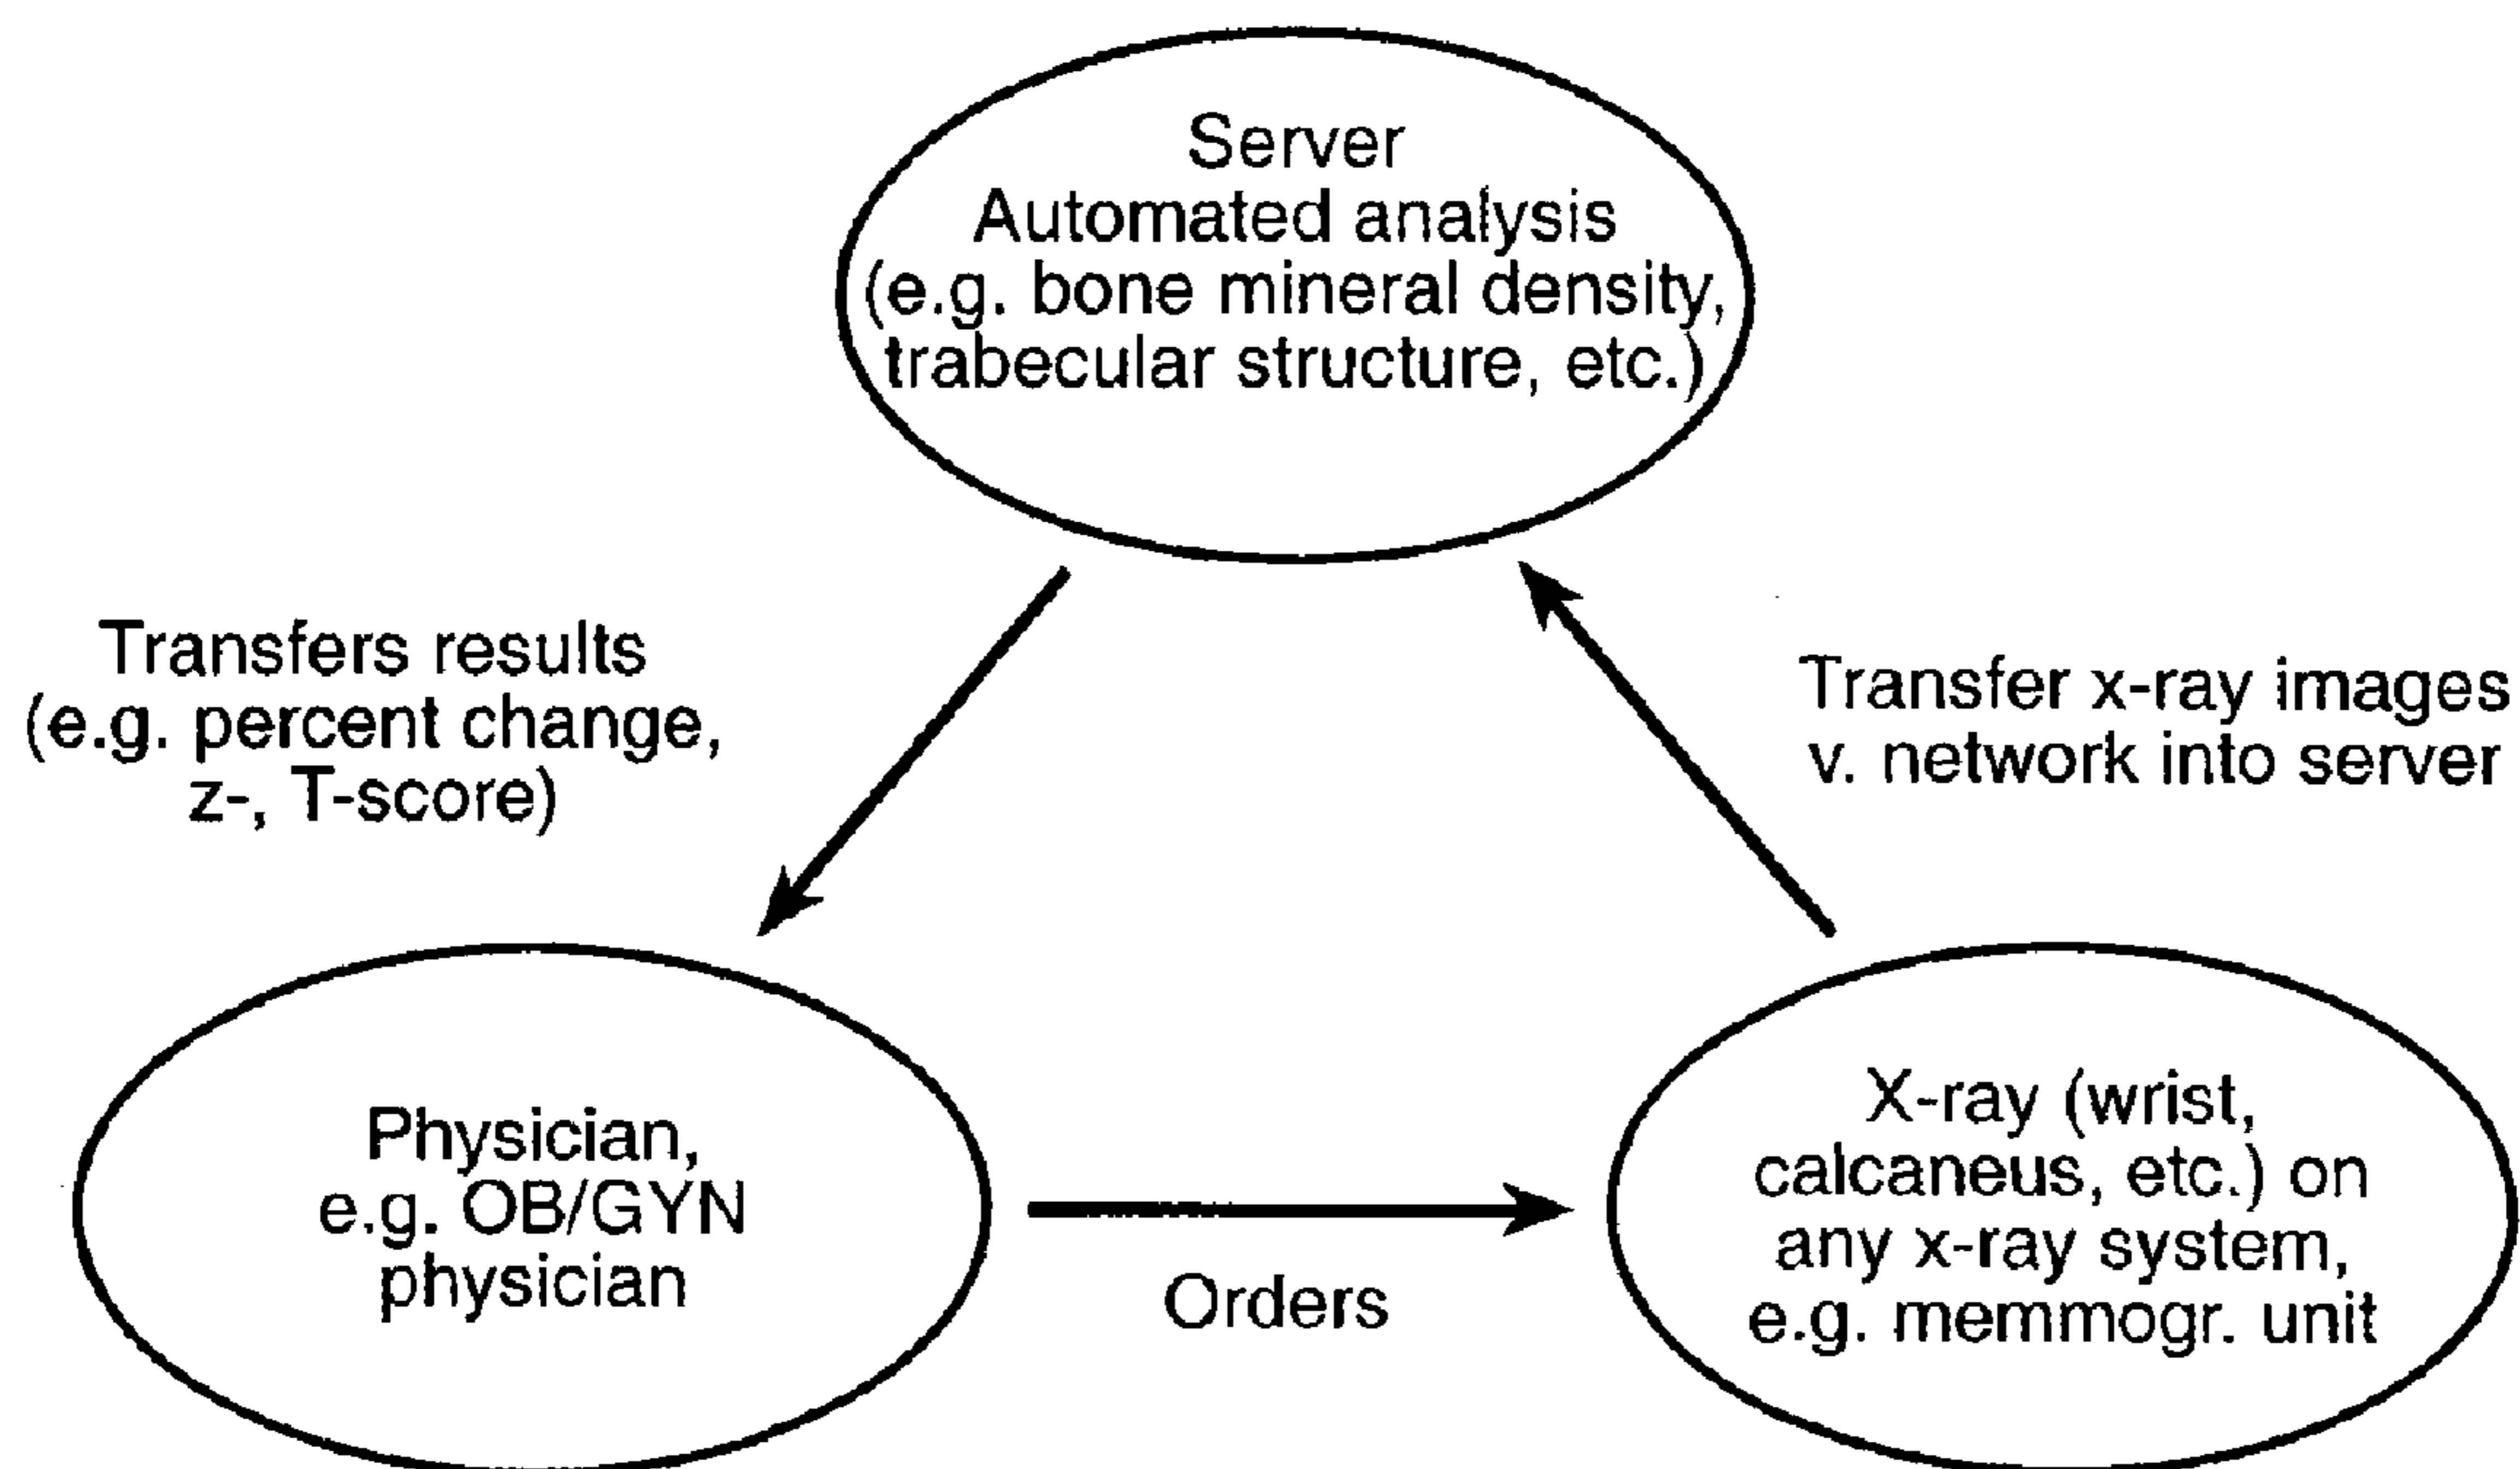 Server
Automated analysis
(e.g. bone mineral density,
trabecular structure, etc.)
Transfers results
(e.g. percent change,
z-, T-score)
Transfer x-ray images
v. network into server
Physician,
e.g. OB/GYN
physician
Orders
X-ray (wrist,
calcaneus, etc.) on
any x-ray system,
e.g. memmogr. unit